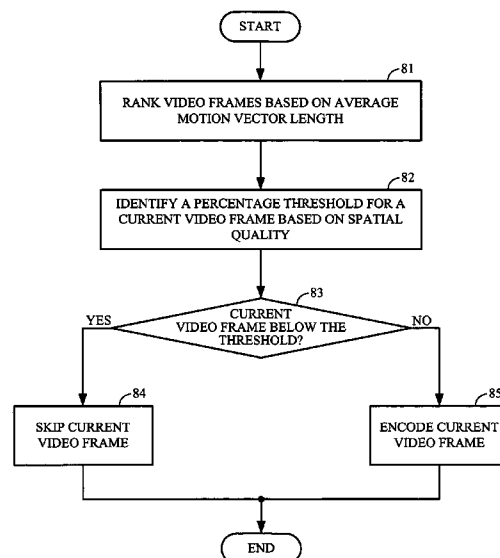 START
81
RANK VIDEO FRAMES BASED ON AVERAGE
MOTION VECTOR LENGTH
82
IDENTIFY A PERCENTAGE THRESHOLD FOR A
CURRENT VIDEO FRAME BASED ON SPATIAL
QUALITY
83
CURRENT
YES
VIDEO FRAME BELOW THE
NO
THRESHOLD?
84
SKIP CURRENT
VIDEO FRAME
85
ENCODE CURRENT
VIDEO FRAME
END